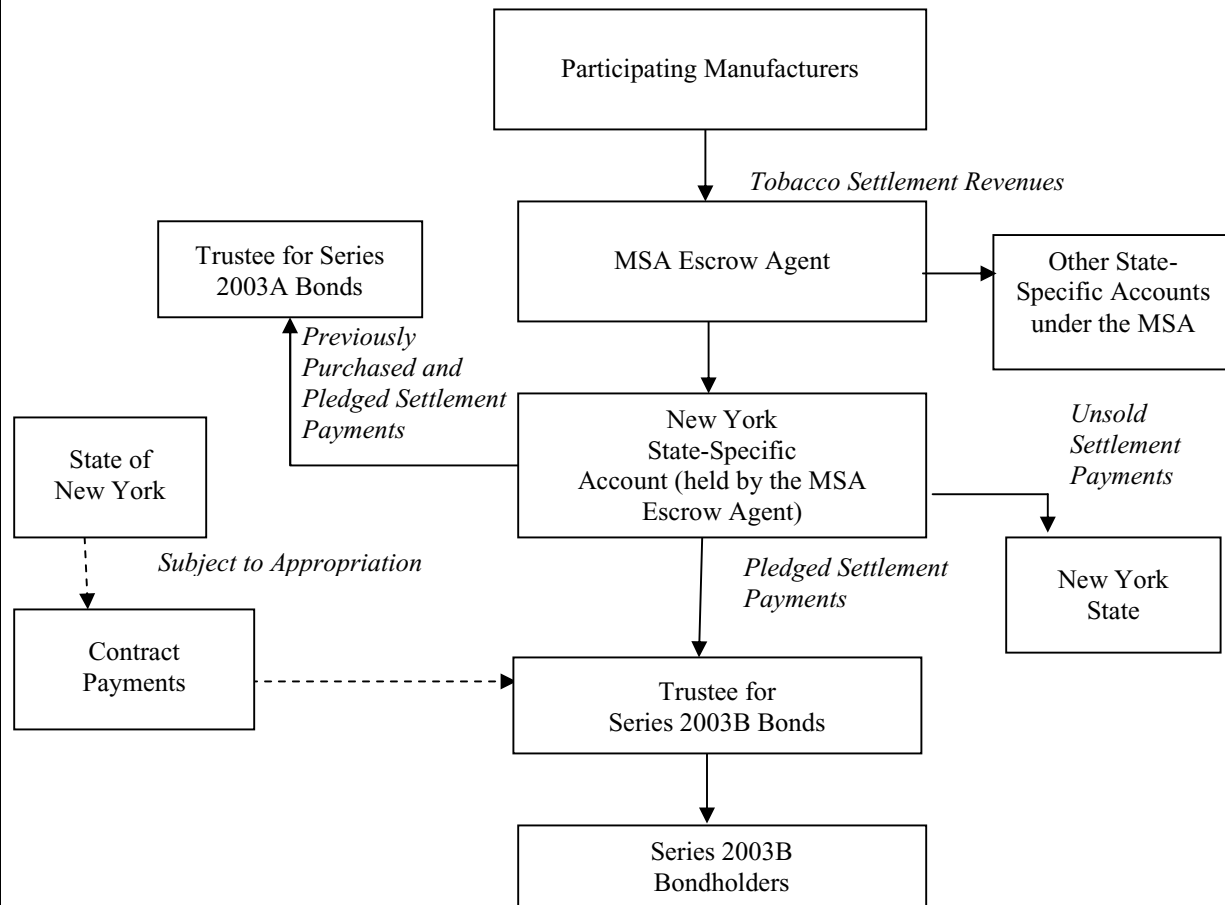 Participating Manufacturers
Tobacco Settlement Revenues
Trustee for Series
2003A Bonds
MSA Escrow Agent
Other State-
Specific Accounts
under the MSA
Previously
Purchased and
Pledged Settlement
Payments
State of
New York
New York
State-Specific
Account (held by the MSA
Escrow Agent)
Unsold
Settlement
Payments
Subject to Appropriation
Pledged Settlement
Payments
New York
State
Contract
Payments
Trustee for
Series 2003B Bonds
Series 2003B
Bondholders